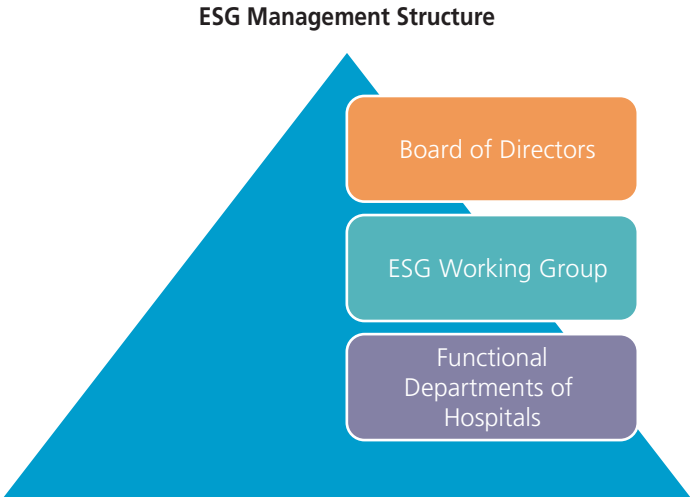 ESG Management Structure
Board of Directors
ESG Working Group
Functional
Departments of
Hospitals